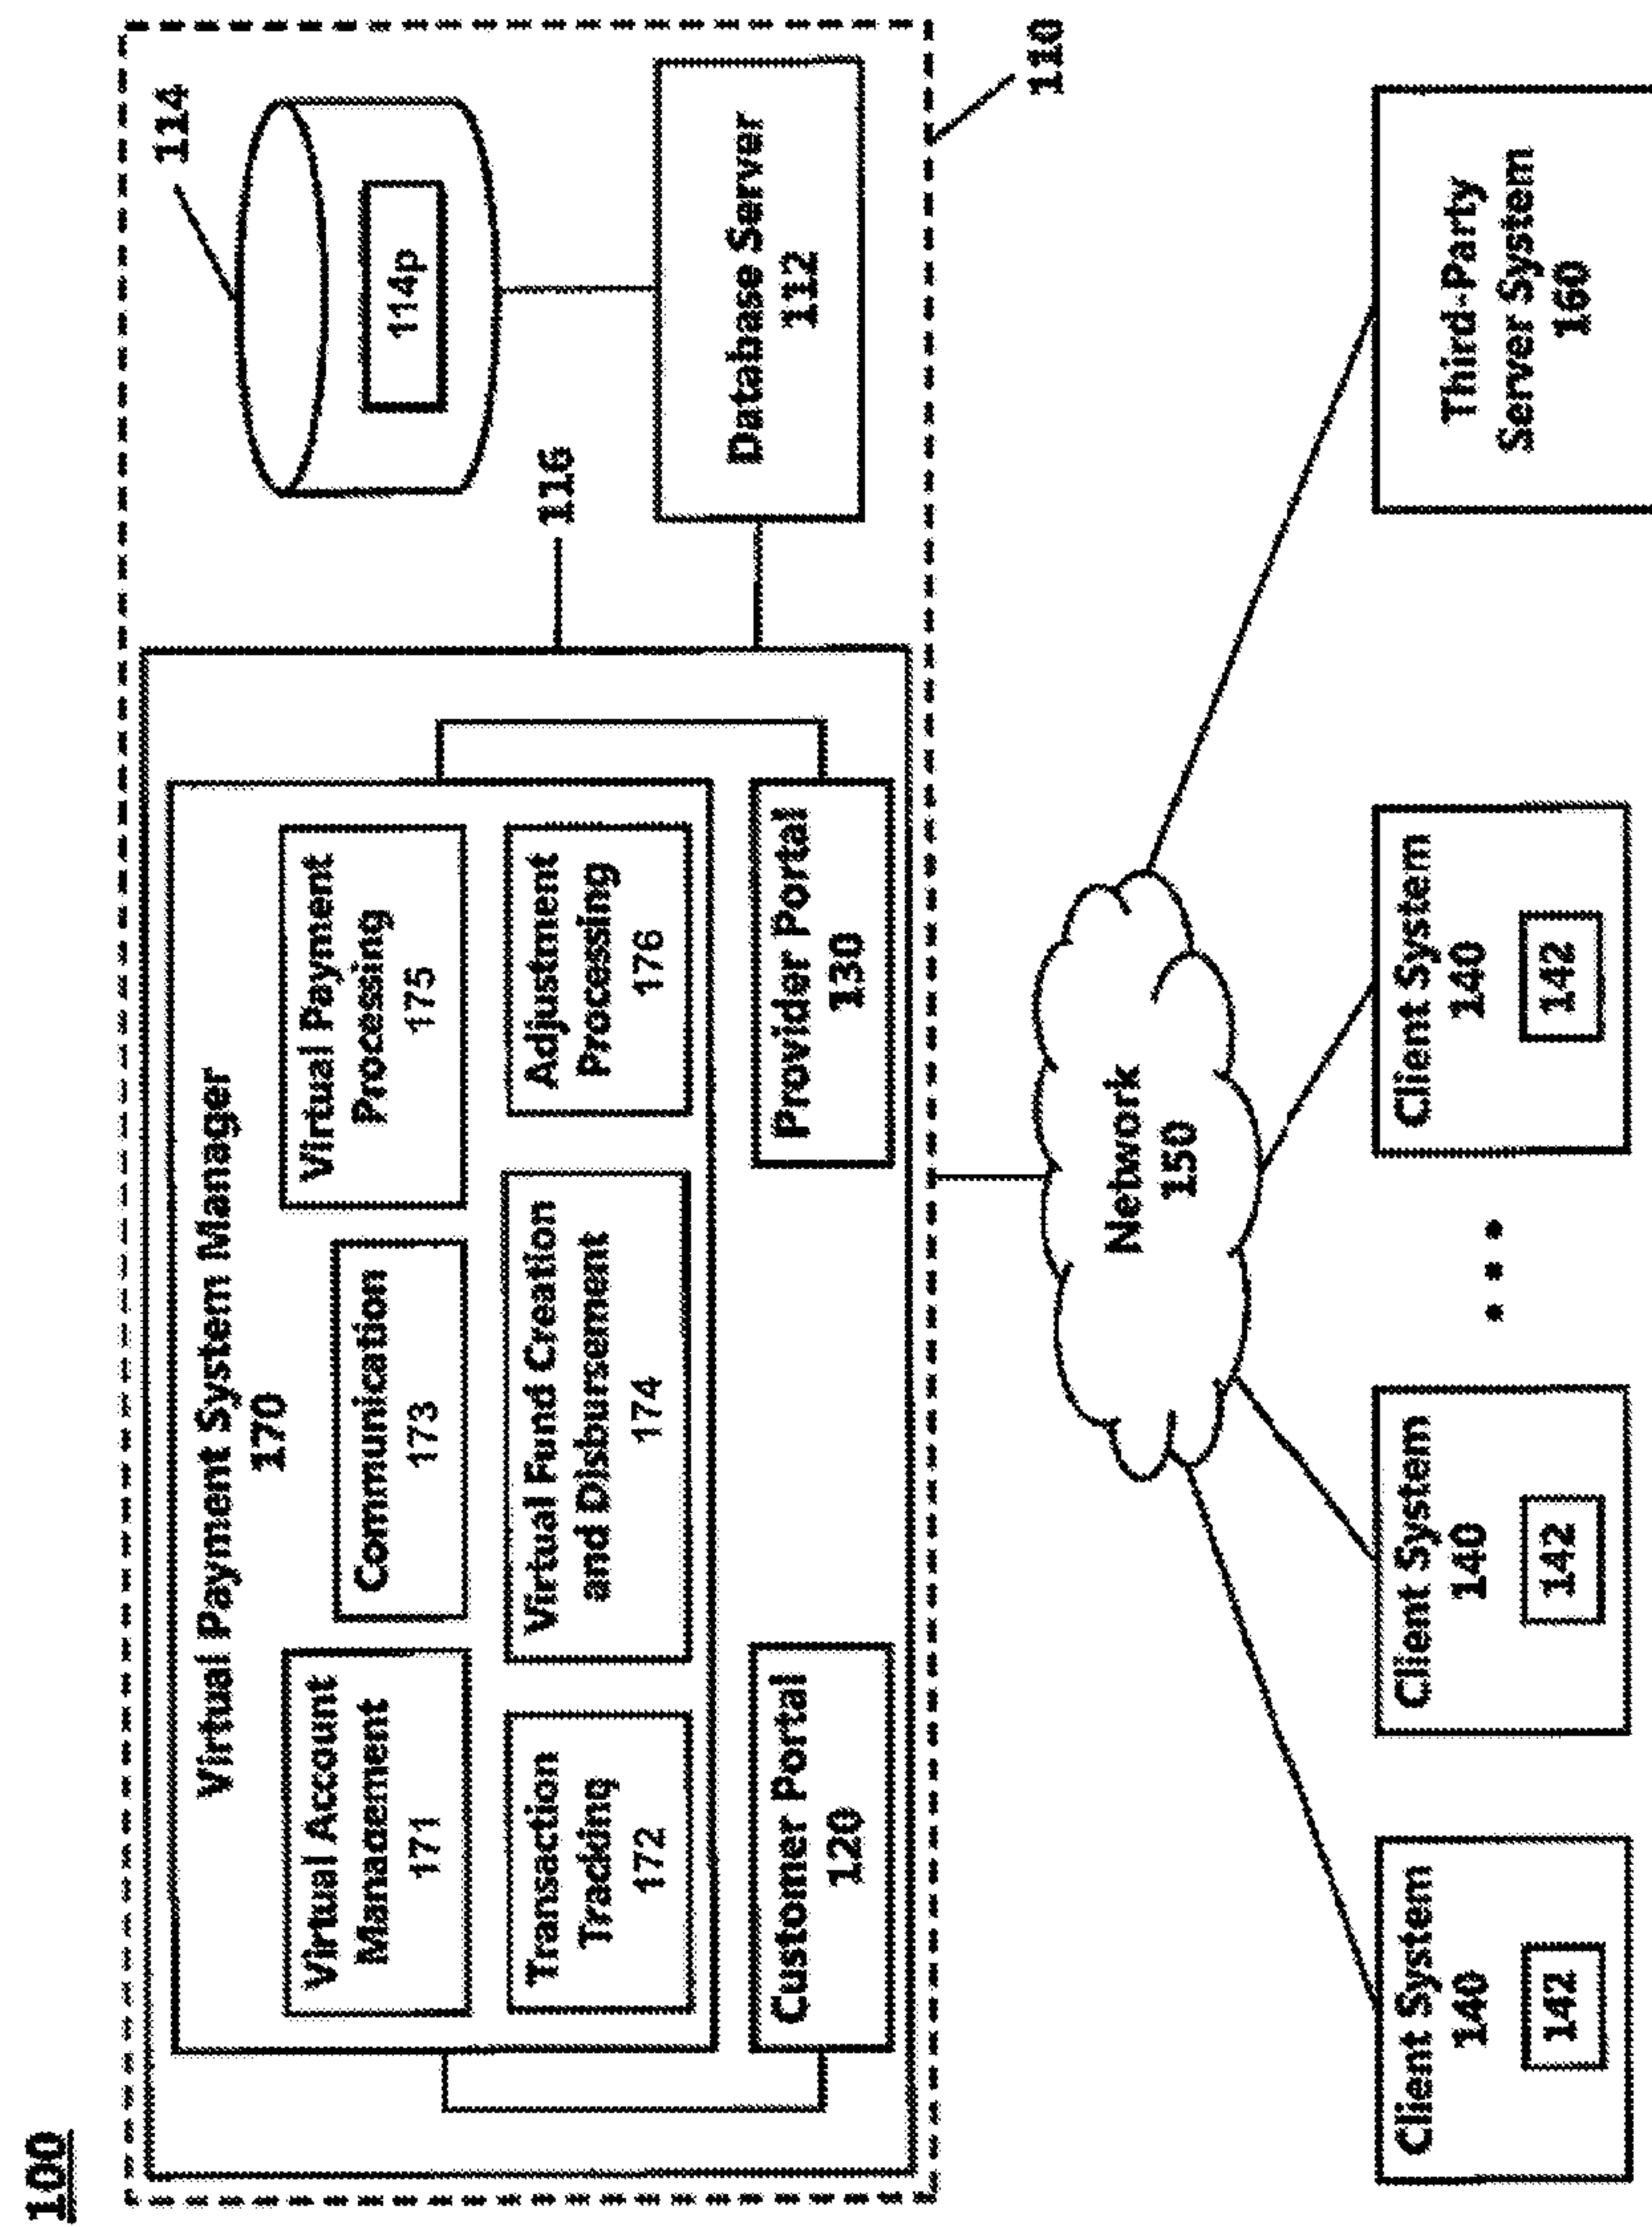 100
Virtual Payment System Manager
170
Virtual Account
Management
171
Communication
173
Virtual Payment
Processing
175
Transaction
Tracking
172
Virtual Fund Creation
and Disbursement
174
Adjustment
Processing
176
Customer Portal
120
Provider Portal
130
116
114
114p
Database Server
112
110
Network
150
Client System
140
142
Client System
140
142
Client System
140
142
Third-Party
Server System
160